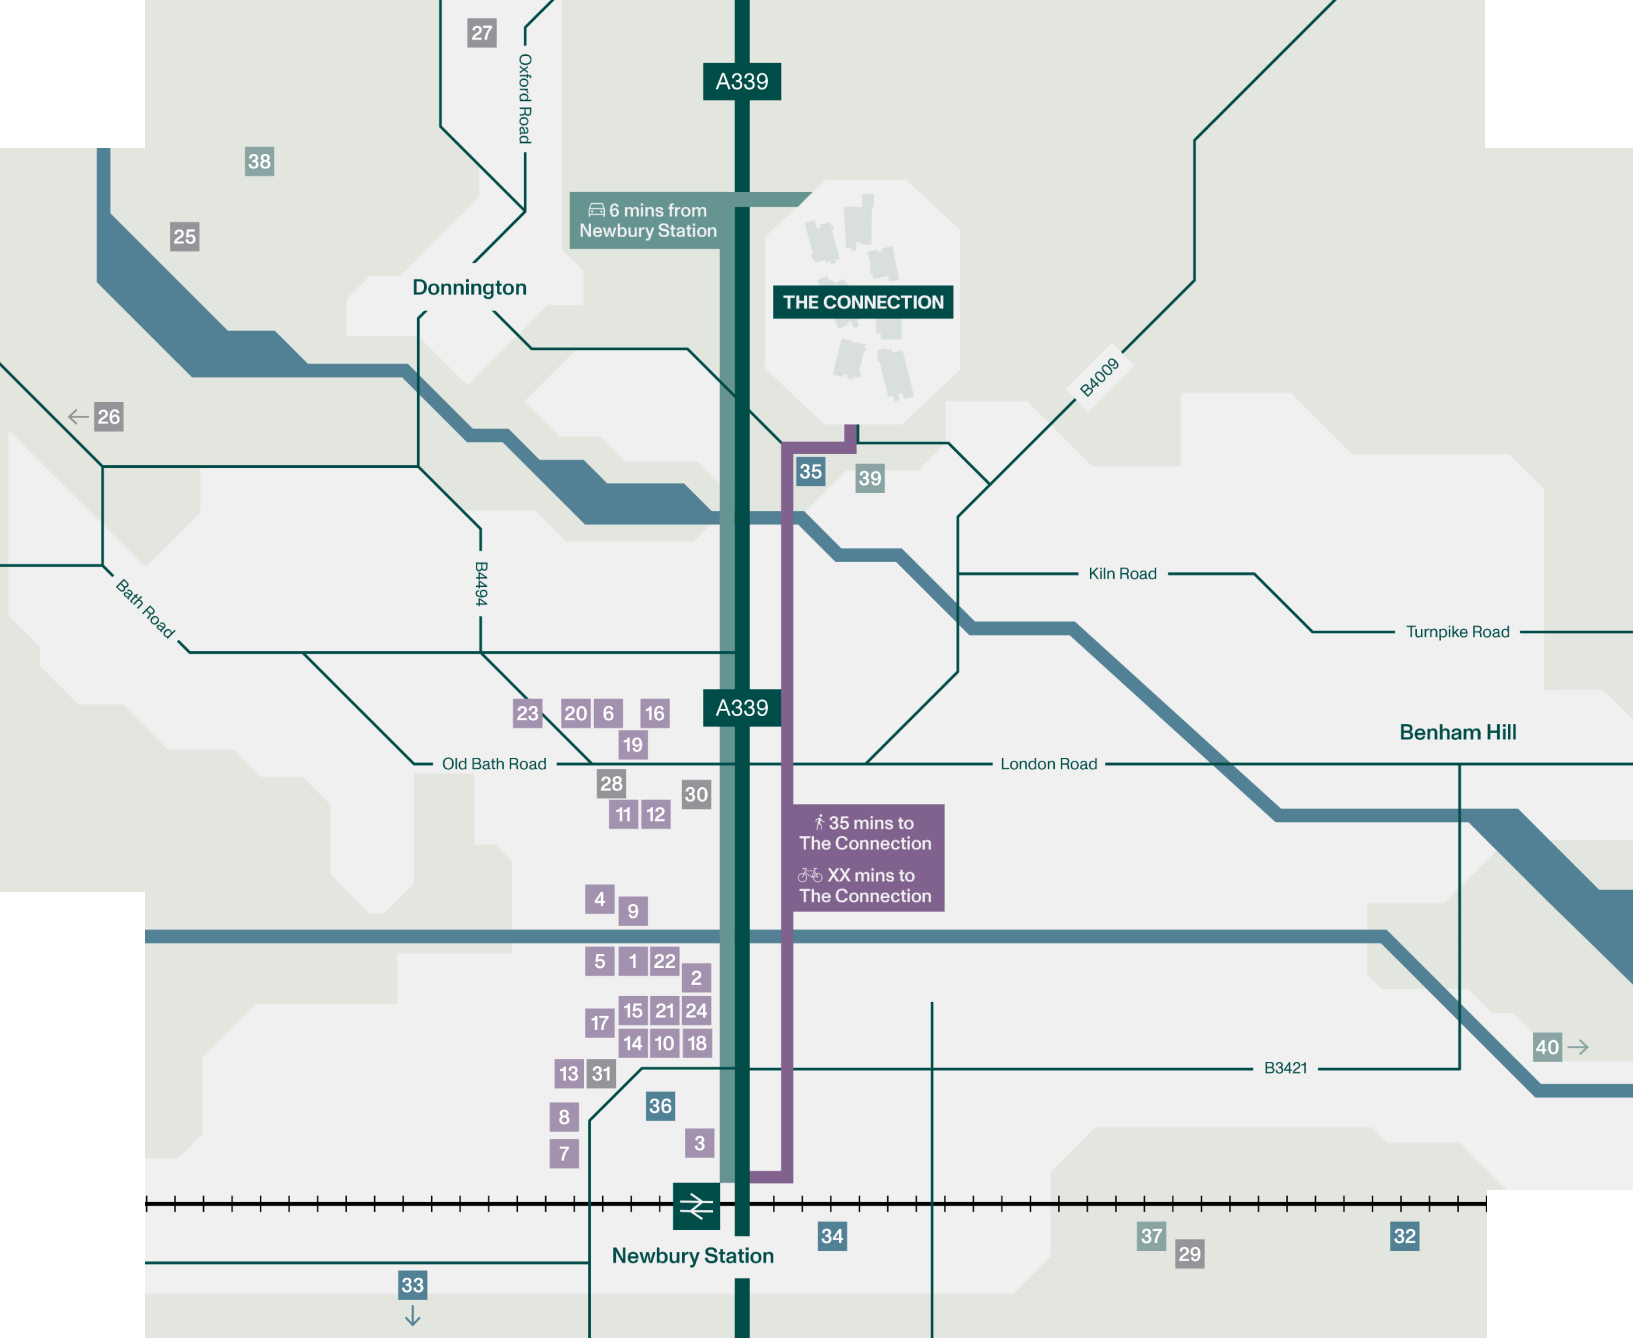 27
Oxford Road
A339
38
25
6 mins from
Newbury Station
Donnington
THE CONNECTION
B4009
← 26
35
39
B4494
Kiln Road
Bath Road
Turnpike Road
23 20 6 16
A339
19
Benham Hill
Old Bath Road
London Road
28
30
11 12
35 mins to
The Connection
XX mins to
The Connection
4
9
5 1 22
2
15 21 24
17
14 10 18
40 →
13 31
B3421
36
8
3
7
34
37
32
29
Newbury Station
33
↓